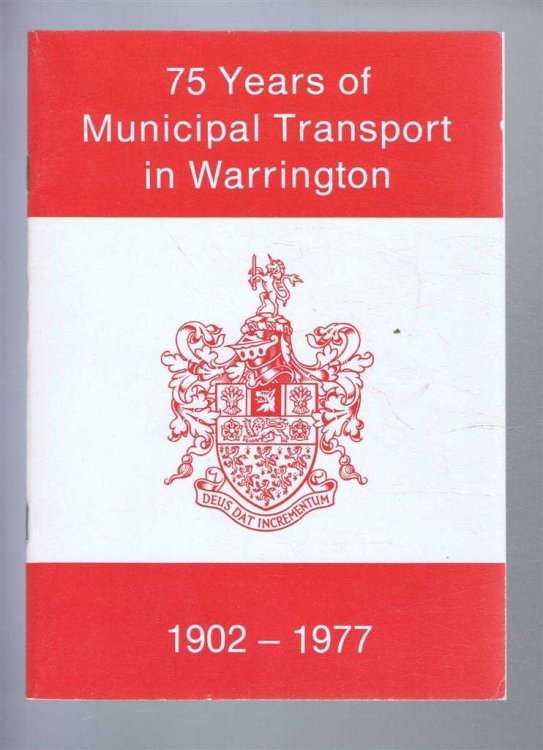 75 Years of
Municipal Transport
in Warrington
DEUS DAT INCREMENTUM
1902 – 1977